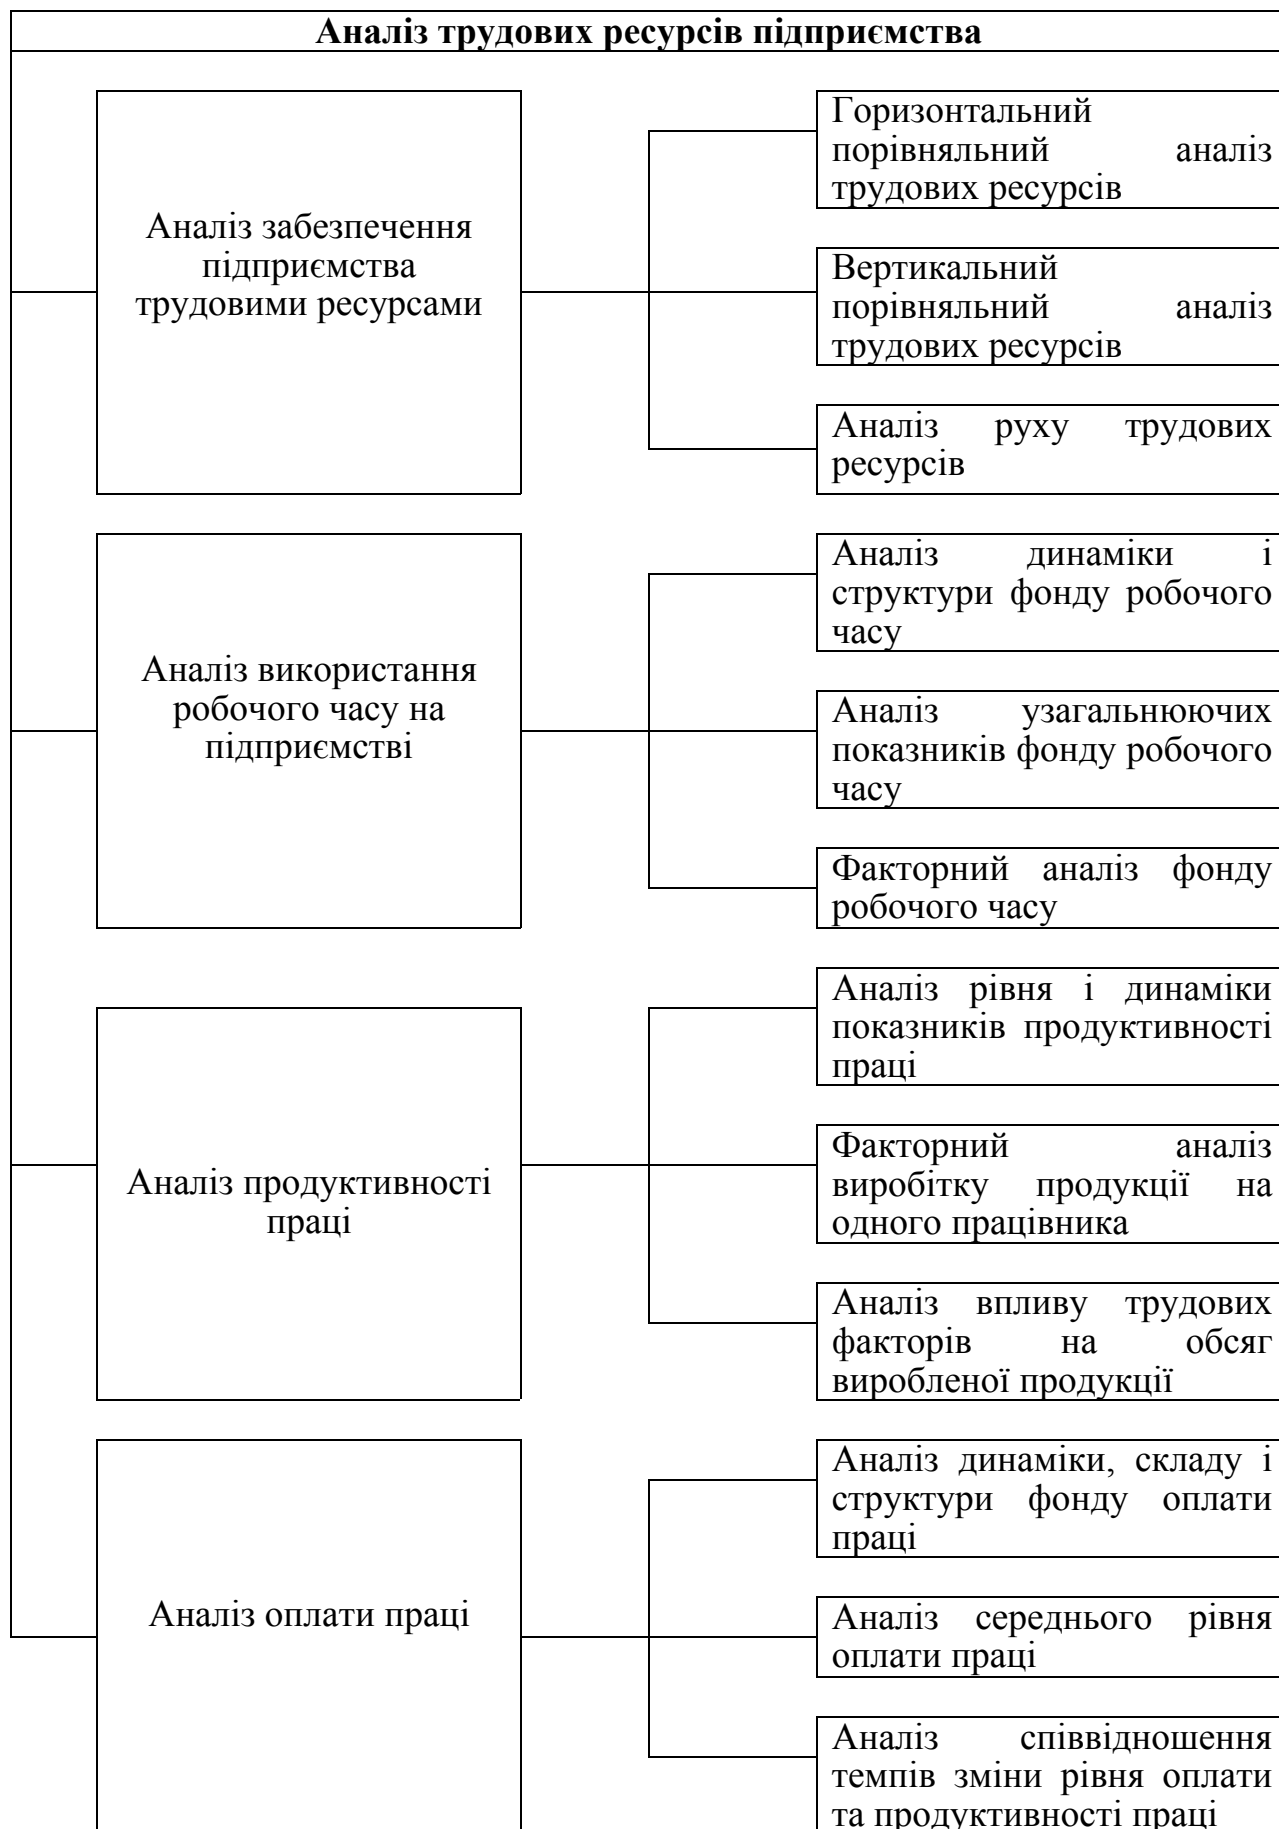 Аналіз трудових ресурсів підприємства
Аналіз забезпечення
підприємства
трудовими ресурсами
Горизонтальний
порівняльний аналіз
трудових ресурсів
Вертикальний
порівняльний аналіз
трудових ресурсів
Аналіз руху трудових
ресурсів
Аналіз використання
робочого часу на
підприємстві
Аналіз динаміки і
структури фонду робочого
часу
Аналіз узагальнюючих
показників фонду робочого
часу
Факторний аналіз фонду
робочого часу
Аналіз продуктивності
праці
Аналіз рівня і динаміки
показників продуктивності
праці
Факторний аналіз
виробітку продукції на
одного працівника
Аналіз впливу трудових
факторів на обсяг
виробленої продукції
Аналіз оплати праці
Аналіз динаміки, складу і
структури фонду оплати
праці
Аналіз середнього рівня
оплати праці
Аналіз співвідношення
темпів зміни рівня оплати
та продуктивності праці